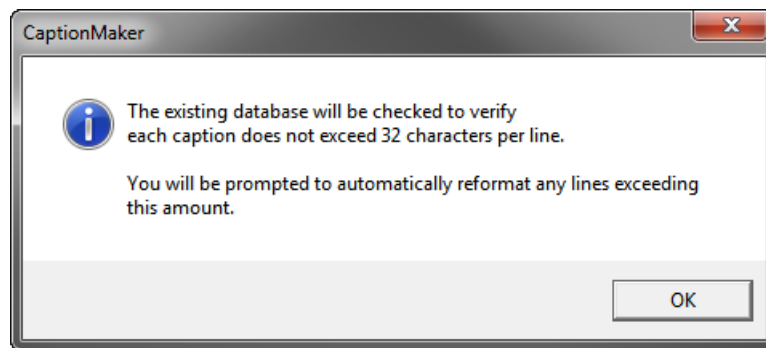 CaptionMaker
The existing database will be checked to verify
each caption does not exceed 32 characters per line.
You will be prompted to automatically reformat any lines exceeding
this amount.
OK